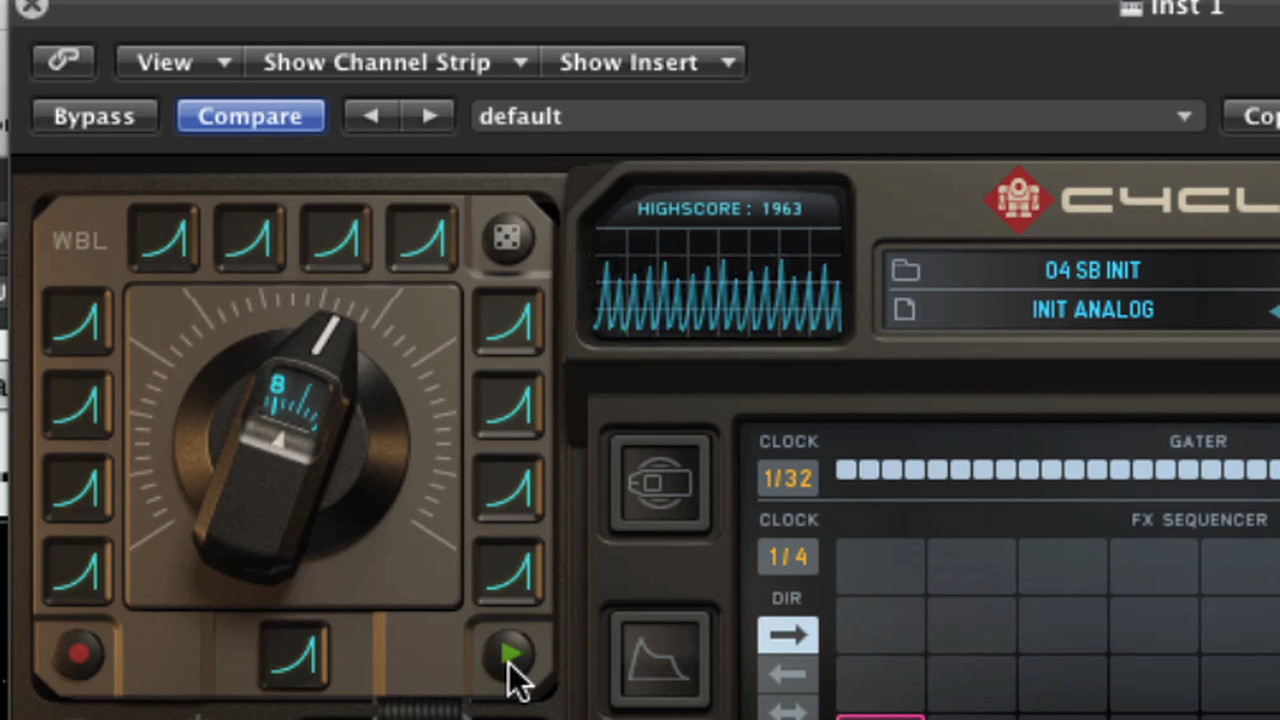 Inst 1
View Show Channel Strip Show Insert
Bypass Compare default
WBL
HIGHSCORE : 1963
04 SB INIT
INIT ANALOG
8
CLOCK GATER
1/32
CLOCK FX SEQUENCER
1/4
DIR